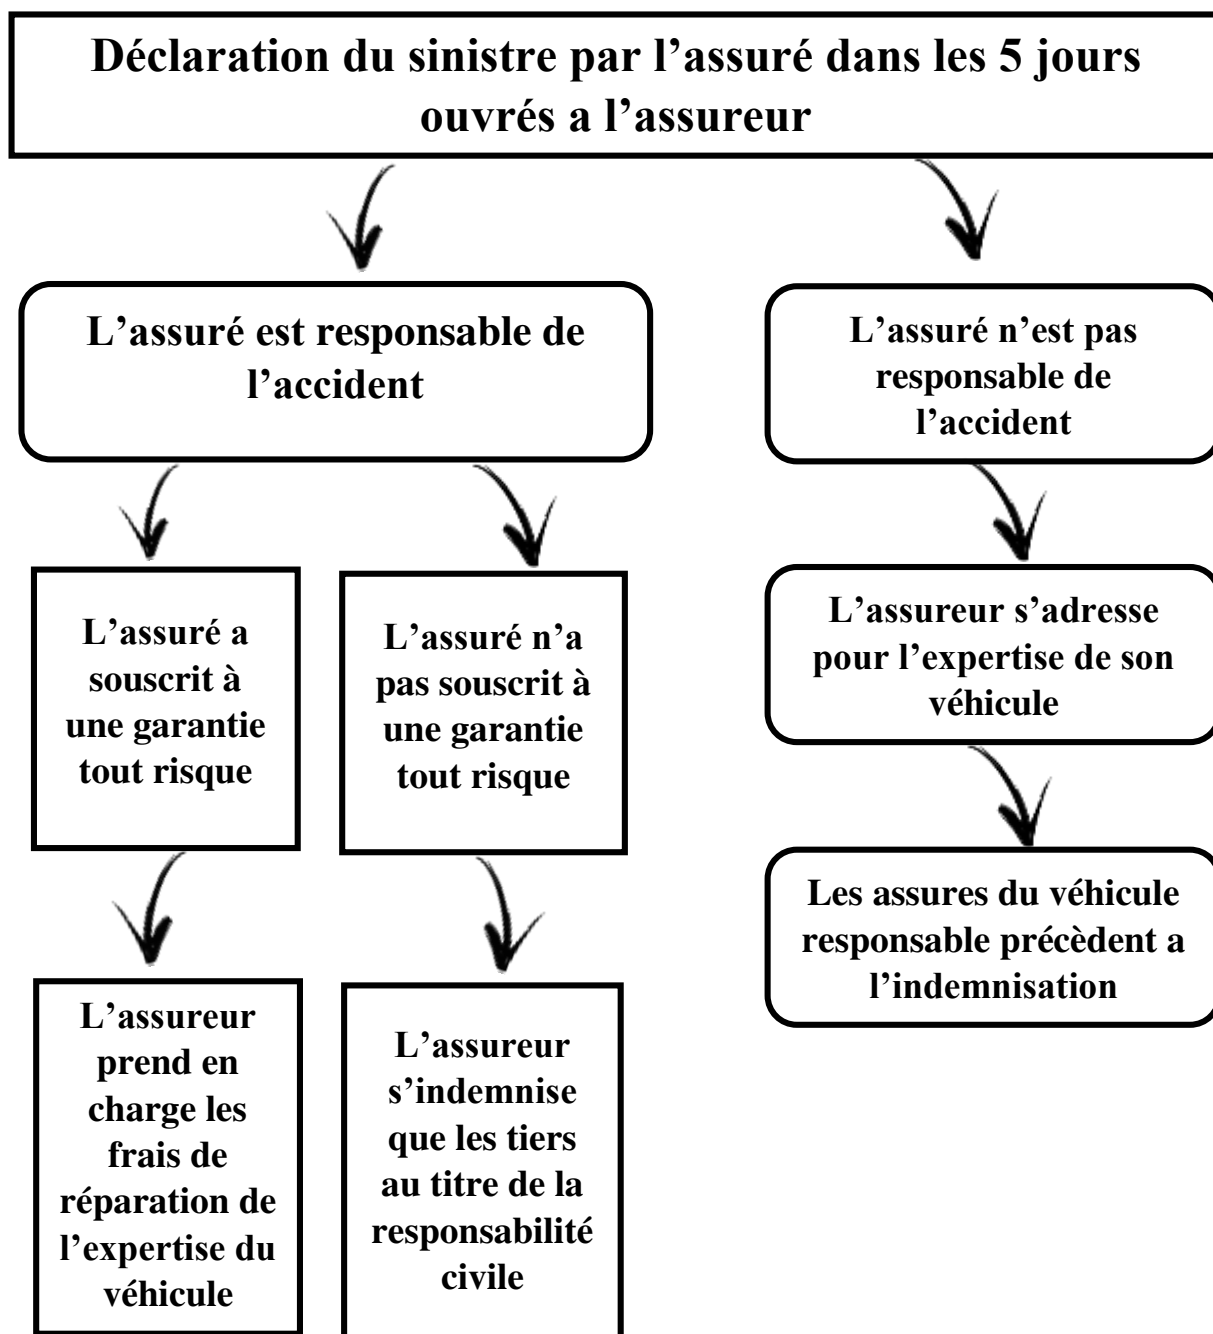 Déclaration du sinistre par l’assuré dans les 5 jours
ouvrés a l’assureur
L’assuré est responsable de
l’accident
L’assuré n’est pas
responsable de
l’accident
L’assuré a
souscrit à
une garantie
tout risque
L’assuré n’a
pas souscrit à
une garantie
tout risque
L’assureur s’adresse
pour l’expertise de son
véhicule
Les assures du véhicule
responsable précèdent a
l’indemnisation
L’assureur
prend en
charge les
frais de
réparation de
l’expertise du
véhicule
L’assureur
s’indemnise
que les tiers
au titre de la
responsabilité
civile